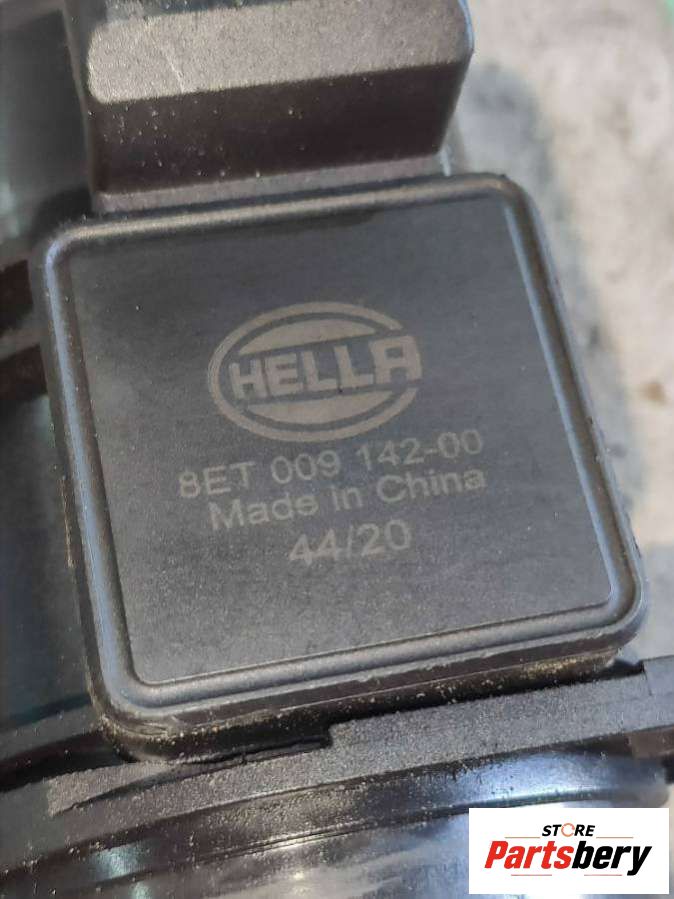 HELLA
8ET 009 142-00
Made in China
44/20
STORE
Partsbery